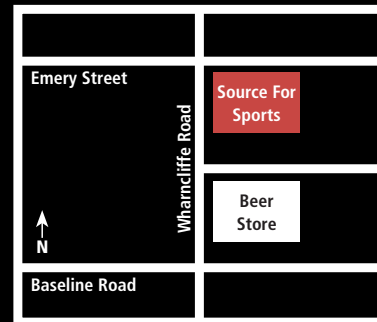 Emery Street
Source For
Sports
Wharncliffe Road
Beer
Store
N
Baseline Road